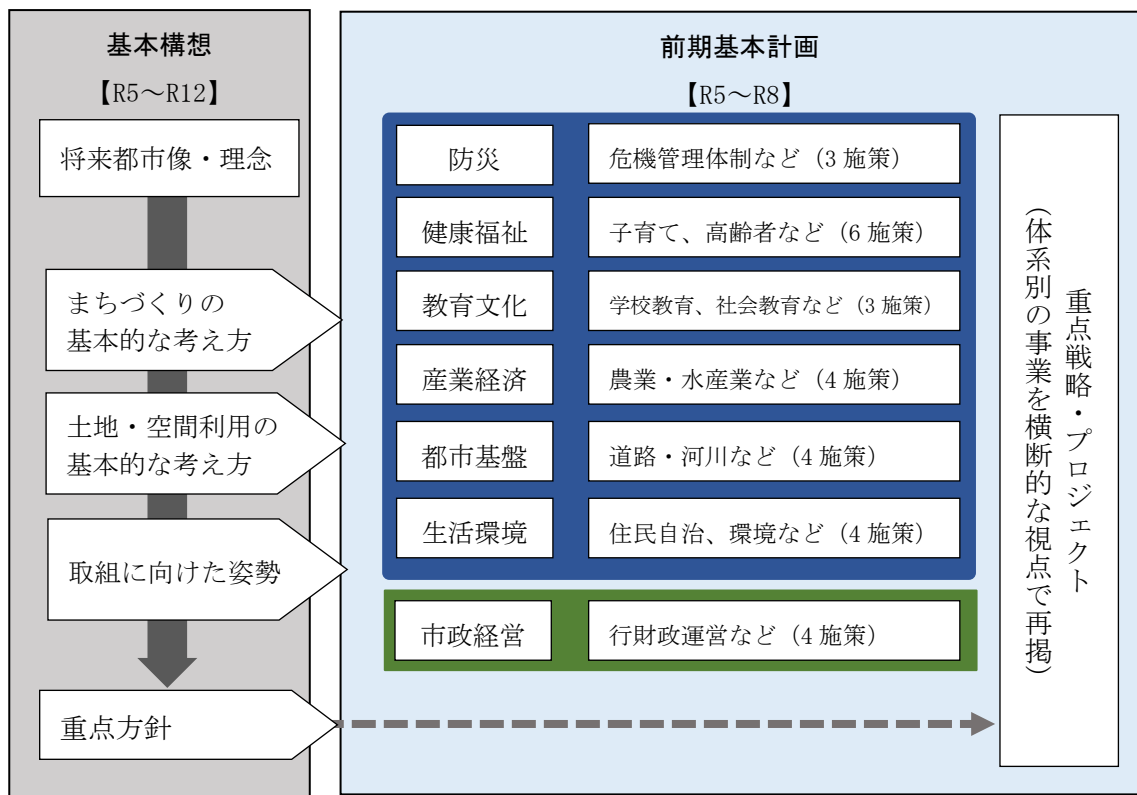 基本構想
【R5～R12】
将来都市像・理念
まちづくりの
基本的な考え方
土地・空間利用の
基本的な考え方
取組に向けた姿勢
重点方針
前期基本計画
【R5～R8】
防災
危機管理体制など（3 施策）
健康福祉
子育て、高齢者など（6 施策）
教育文化
学校教育、社会教育など（3 施策）
産業経済
農業・水産業など（4 施策）
都市基盤
道路・河川など（4 施策）
生活環境
住民自治、環境など（4 施策）
市政経営
行財政運営など（4 施策）
重点戦略・プロジェクト
（体系別の事業を横断的な視点で再掲）